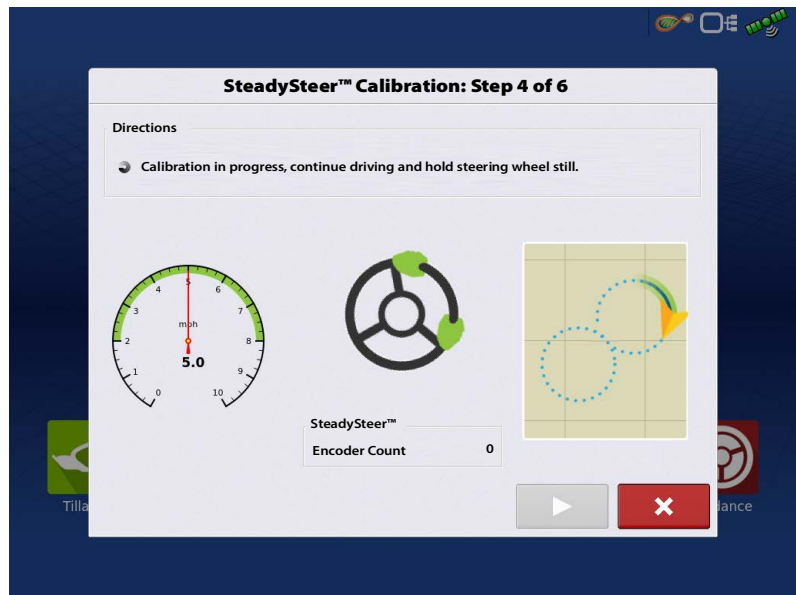 SteadySteer™ Calibration: Step 4 of 6
Directions
Calibration in progress, continue driving and hold steering wheel still.
4 5 6
3 7
mph
2 8
5.0
1 9
0 10
SteadySteer™
Encoder Count 0
Tilla
dance